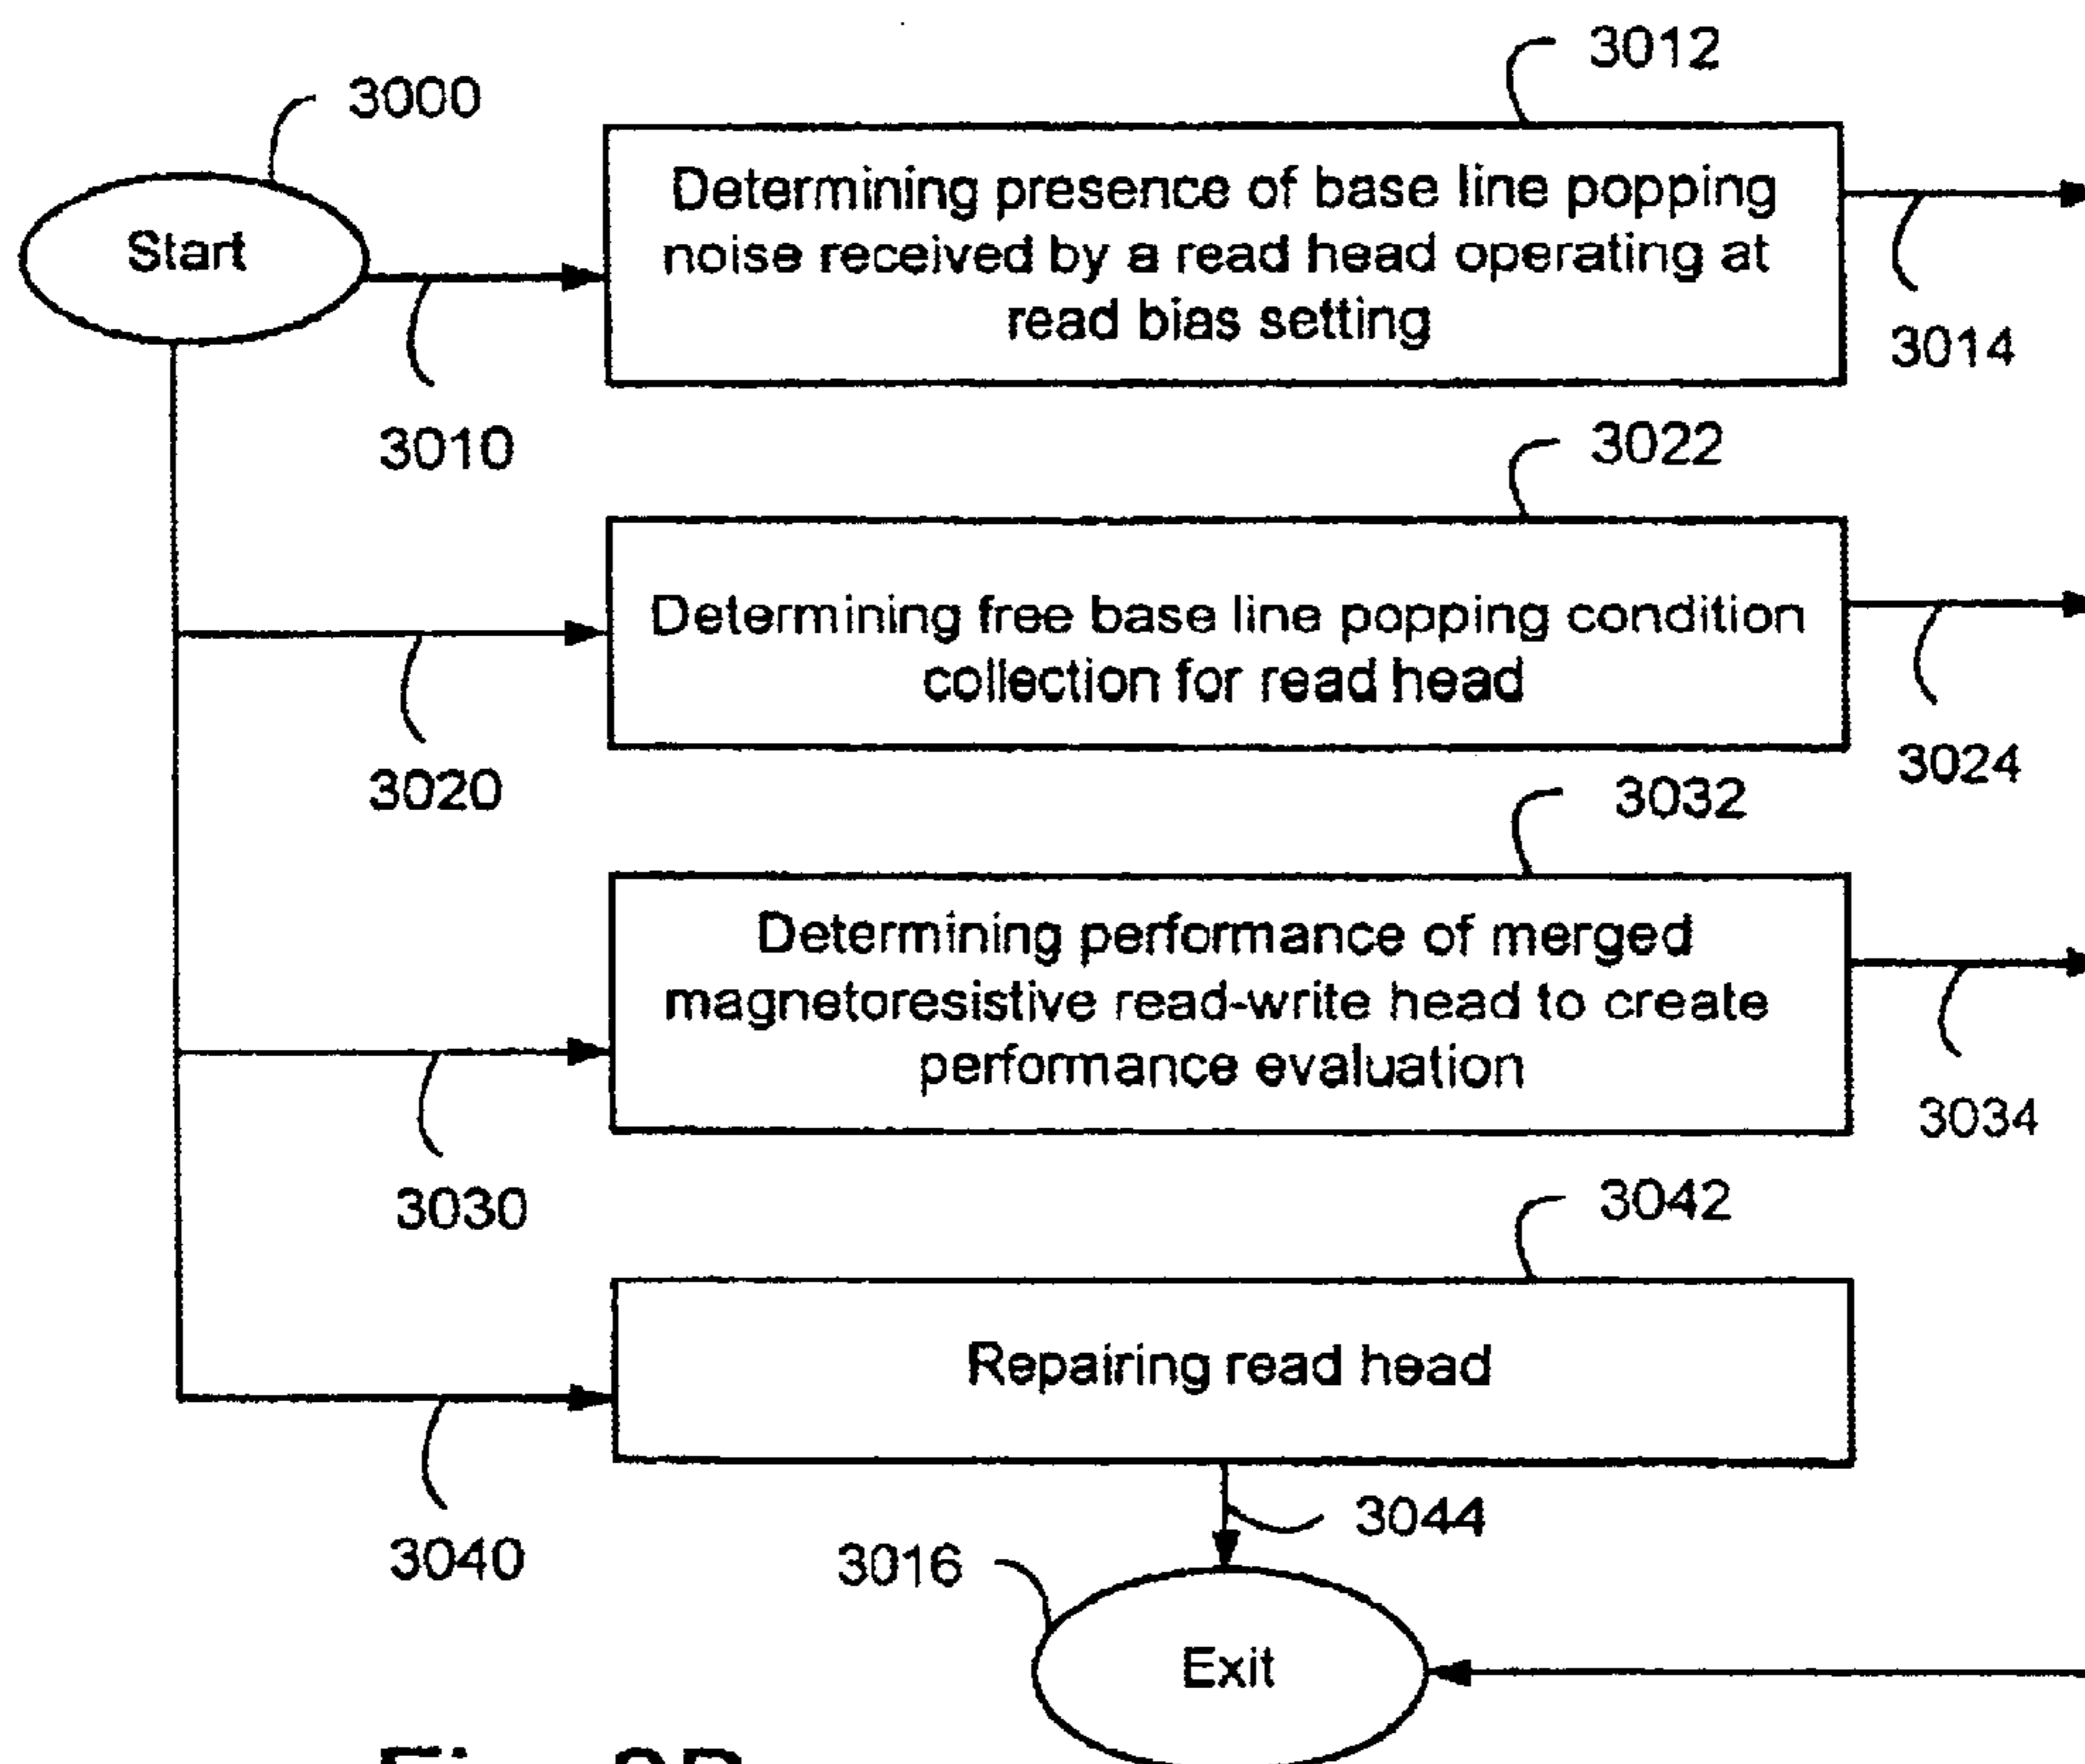 3000
3012
Start
Determining presence of base line popping
noise received by a read head operating at
read bias setting
3014
3010
3022
Determining free base line popping condition
collection for read head
3020
3024
3032
Determining performance of merged
magnetoresistive read-write head to create
performance evaluation
3034
3030
3042
Repairing read head
3044
3040
3016
Exit